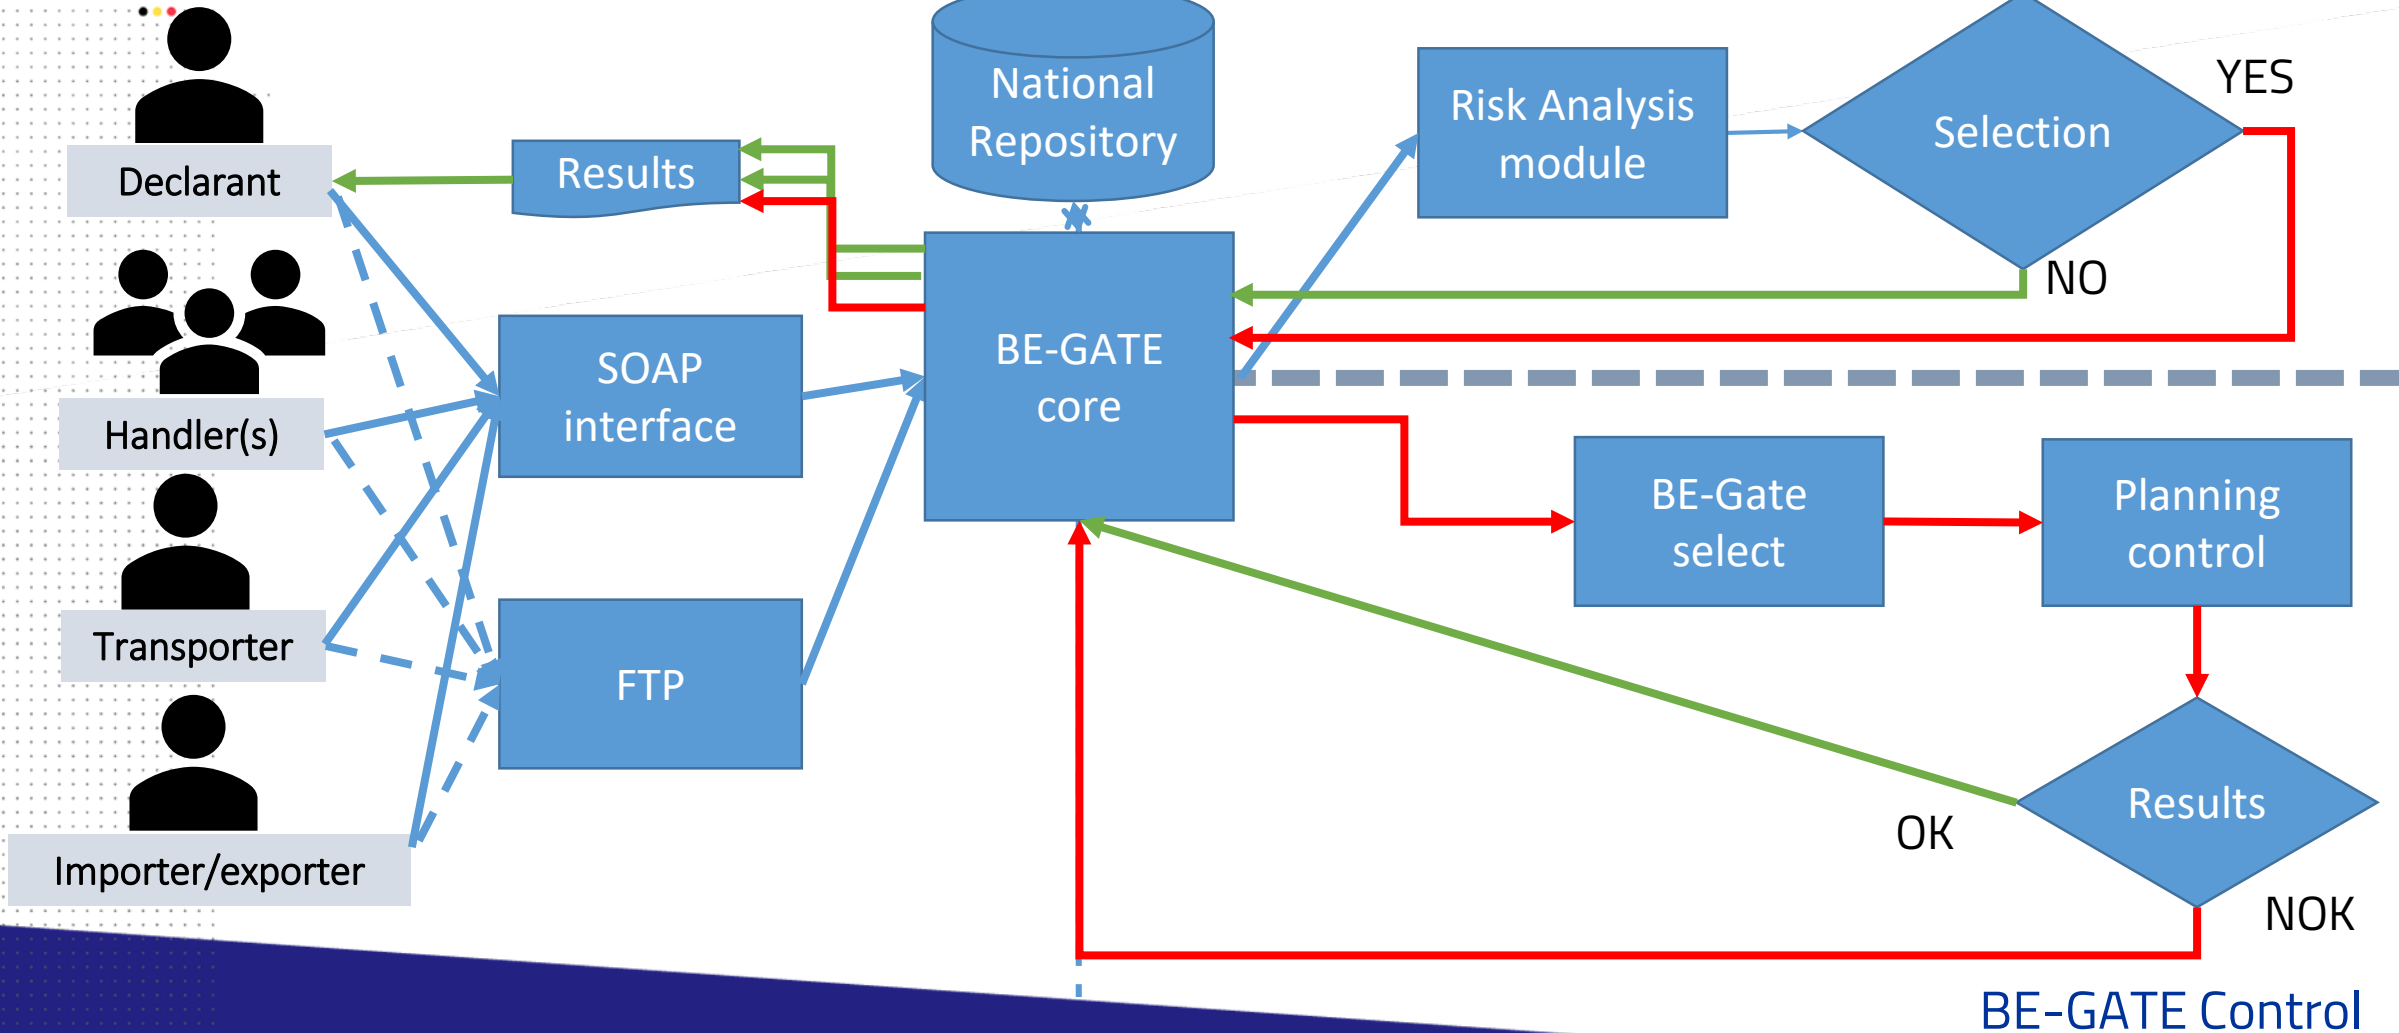 National
Repository
Risk Analysis
module
Selection
YES
NO
Declarant
Results
Handler(s)
SOAP
interface
BE-GATE
core
BE-Gate
select
Planning
control
Transporter
FTP
Importer/exporter
Results
OK
NOK
BE-GATE Control